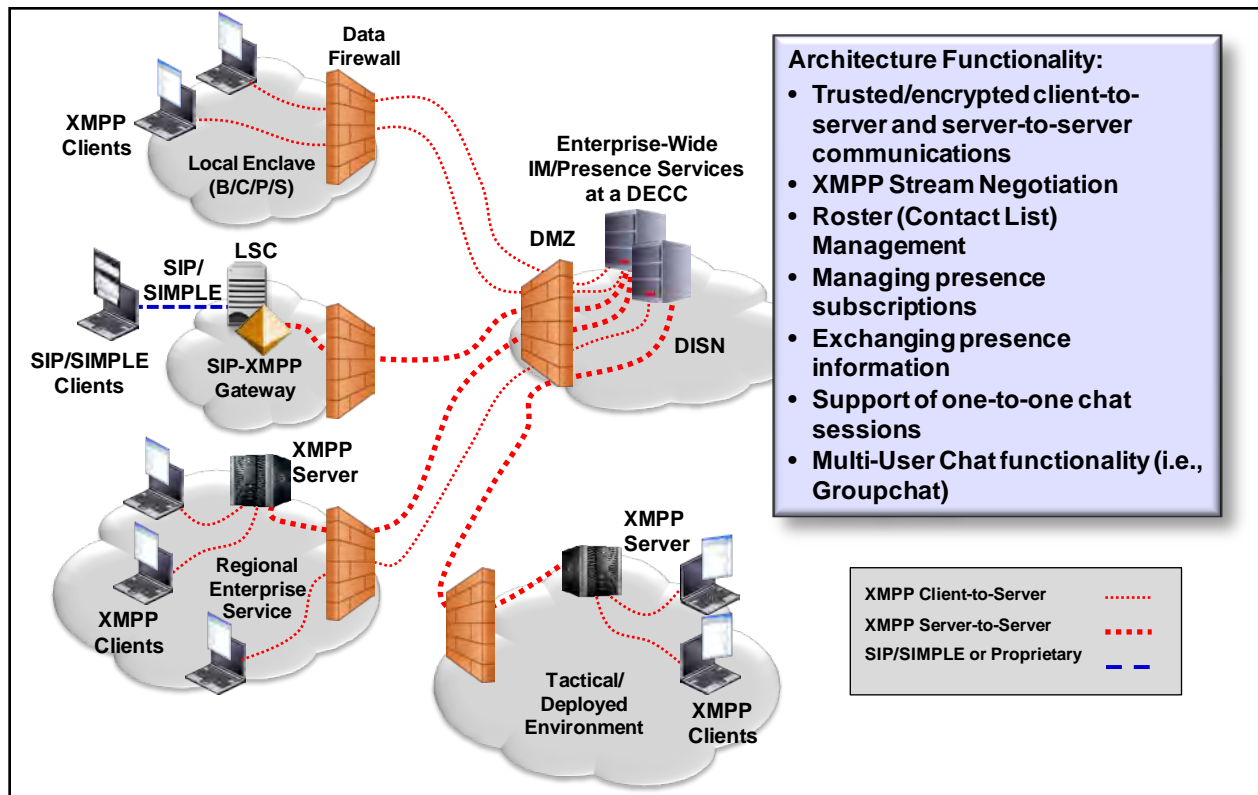 Data
Firewall
XMPP
Clients
Local Enclave
(B/C/P/S)
Enterprise-Wide
IM/Presence Services
at a DECC
DMZ
DISN
SIP/
SIMPLE
LSC
SIP/SIMPLE
Clients
SIP-XMPP
Gateway
XMPP
Server
Regional
Enterprise
Service
XMPP
Clients
XMPP
Server
Tactical/
Deployed
Environment
XMPP
Clients
Architecture Functionality:
• Trusted/encrypted client-to-
server and server-to-server
communications
• XMPP Stream Negotiation
• Roster (Contact List)
Management
• Managing presence
subscriptions
• Exchanging presence
information
• Support of one-to-one chat
sessions
• Multi-User Chat functionality (i.e.,
Groupchat)
XMPP Client-to-Server
XMPP Server-to-Server
SIP/SIMPLE or Proprietary